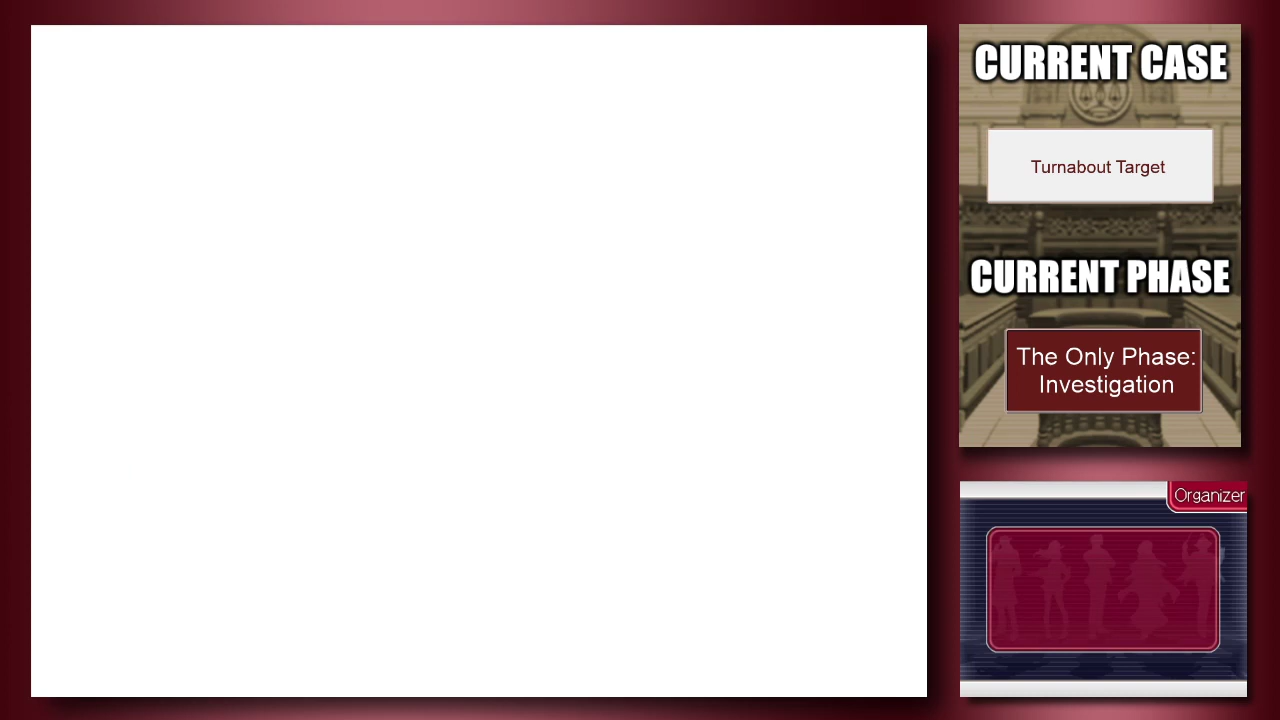 CURRENT CASE
Turnabout Target
CURRENT PHASE
The Only Phase:
Investigation
Organizer